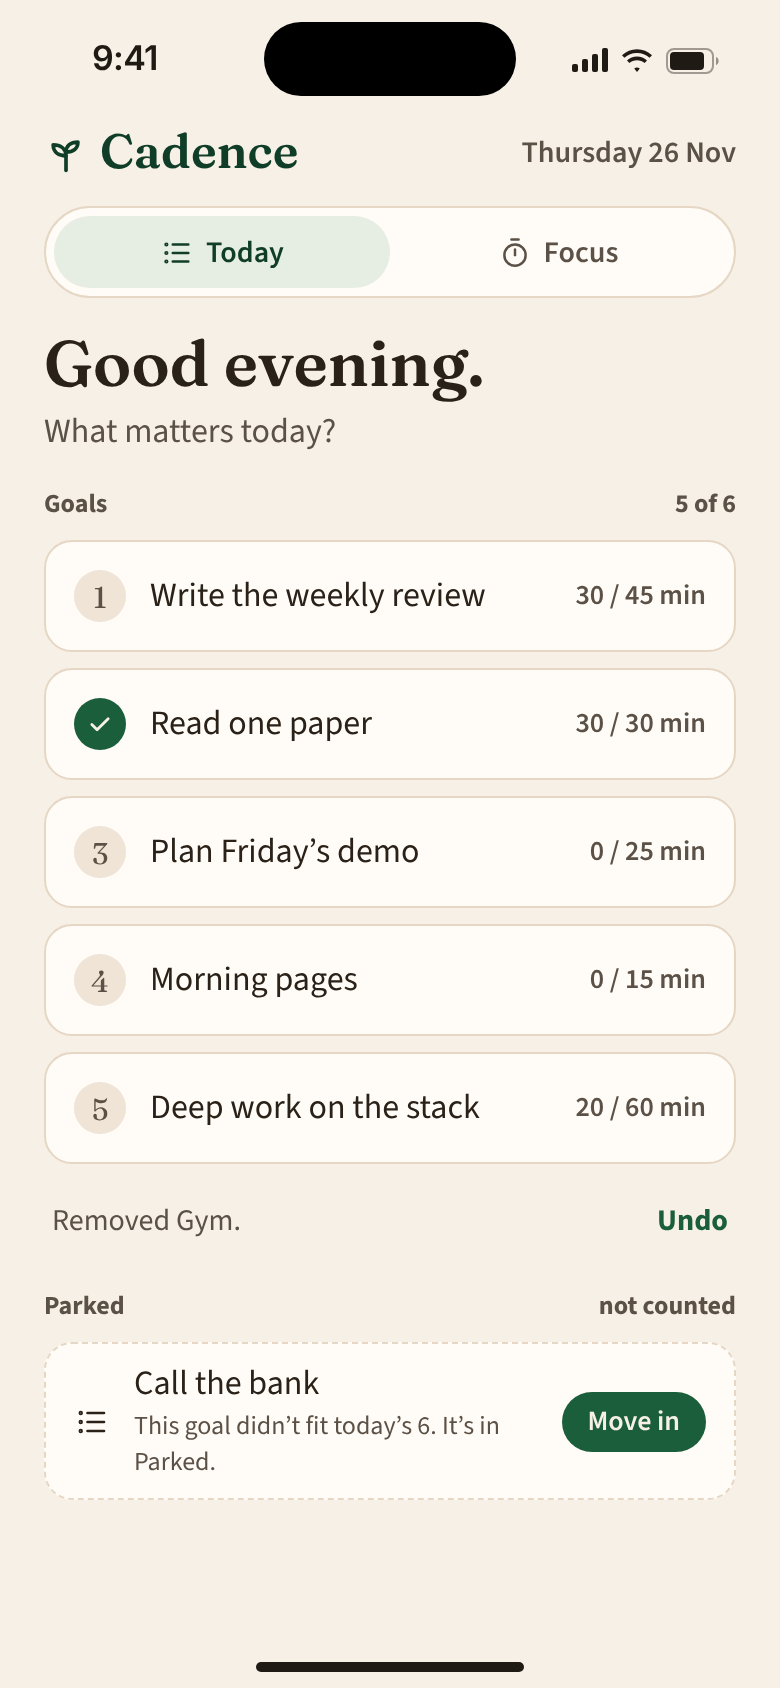 9:41
Cadence
Thursday 26 Nov
Today
Focus
Good evening.
What matters today?
Goals
5 of 6
1
Write the weekly review
30 / 45 min
Read one paper
30 / 30 min
3
Plan Friday’s demo
0 / 25 min
4
Morning pages
0 / 15 min
5
Deep work on the stack
20 / 60 min
Removed Gym.
Undo
Parked
not counted
Call the bank
This goal didn’t fit today’s 6. It’s in
Parked.
Move in